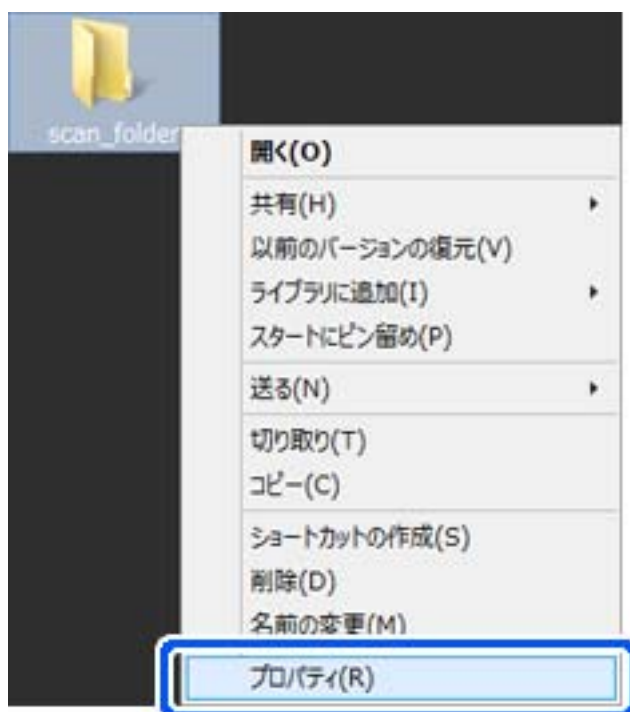 scan_folder
開く(O)
共有(H)
以前のバージョンの復元(V)
ライブラリに追加(I)
スタートにピン留め(P)
送る(N)
切り取り(T)
コピー(C)
ショートカットの作成(S)
削除(D)
名前の変更(M)
プロパティ(R)